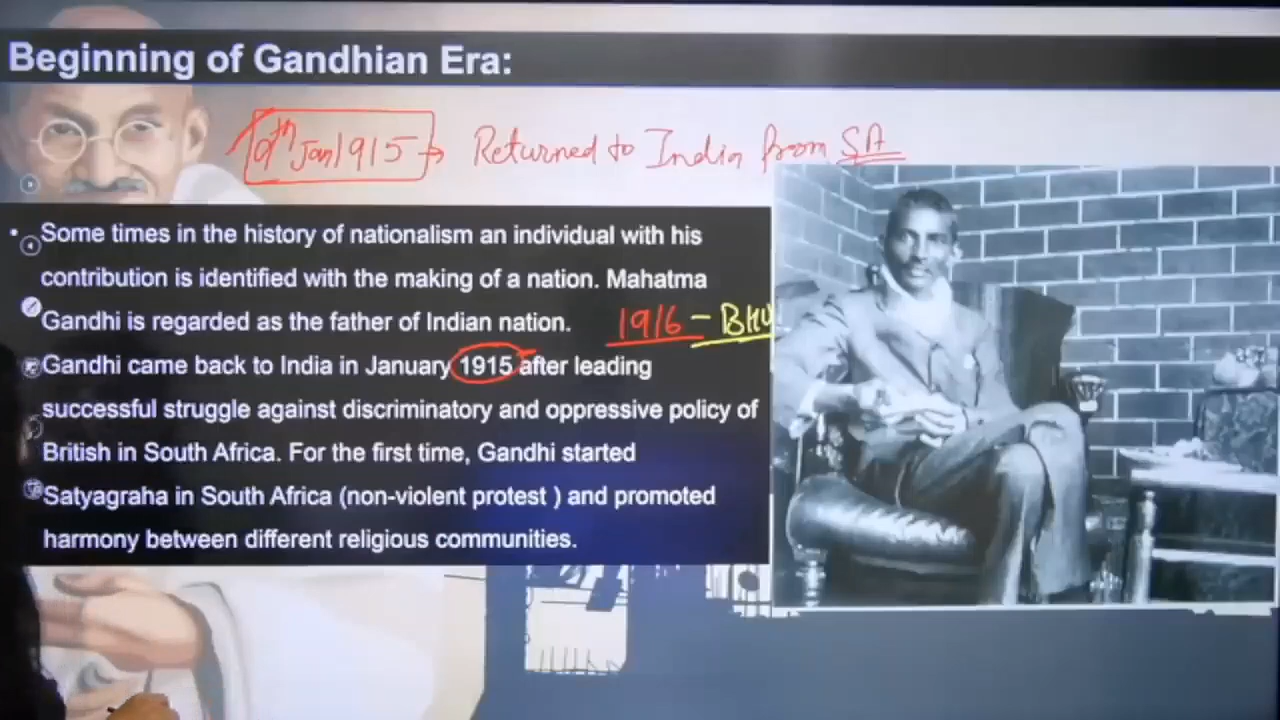 Beginning of Gandhian Era:
10th Jan 1915 → Returned to India from SA
• Some times in the history of nationalism an individual with his
contribution is identified with the making of a nation. Mahatma
Gandhi is regarded as the father of Indian nation. 1916 - BHU
Gandhi came back to India in January 1915 after leading
successful struggle against discriminatory and oppressive policy of
British in South Africa. For the first time, Gandhi started
Satyagraha in South Africa (non-violent protest ) and promoted
harmony between different religious communities.